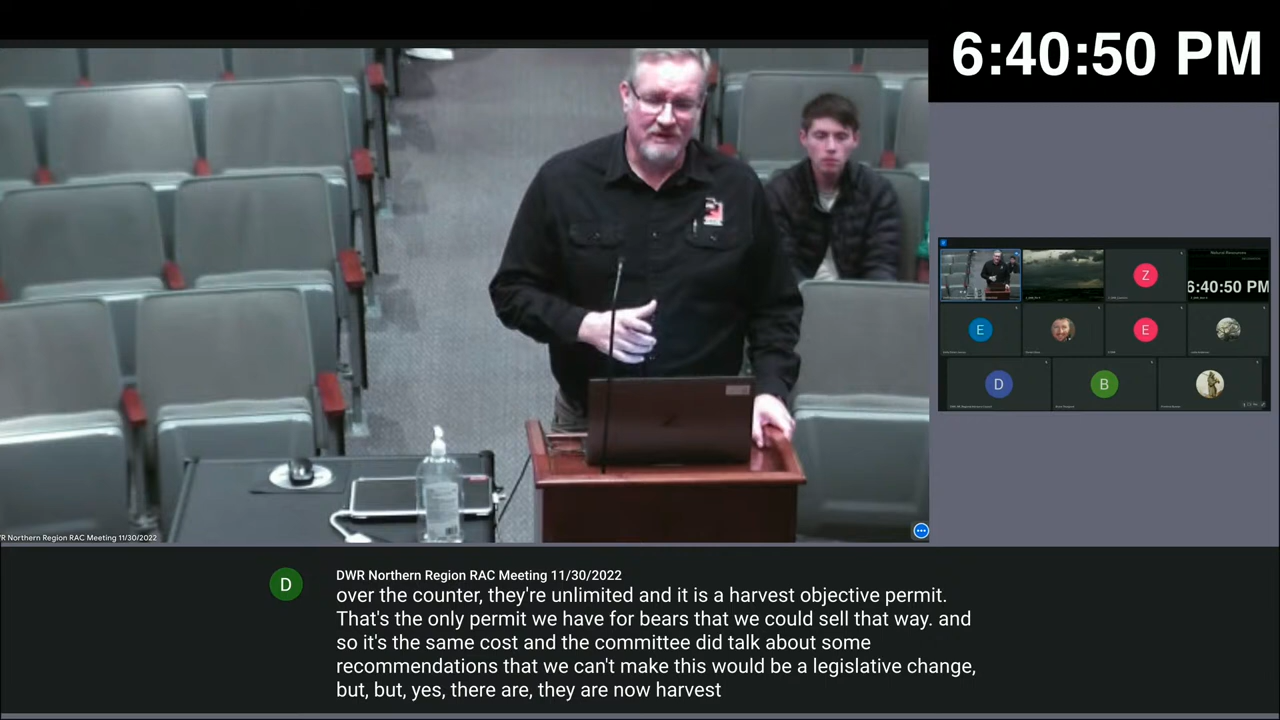 6:40:50 PM
Natural Resources
Z
6:40:50 PM
E
E
D
B
R Northern Region RAC Meeting 11/30/2022
D
DWR Northern Region RAC Meeting 11/30/2022
over the counter, they're unlimited and it is a harvest objective permit.
That's the only permit we have for bears that we could sell that way. and
so it's the same cost and the committee did talk about some
recommendations that we can't make this would be a legislative change,
but, but, yes, there are, they are now harvest